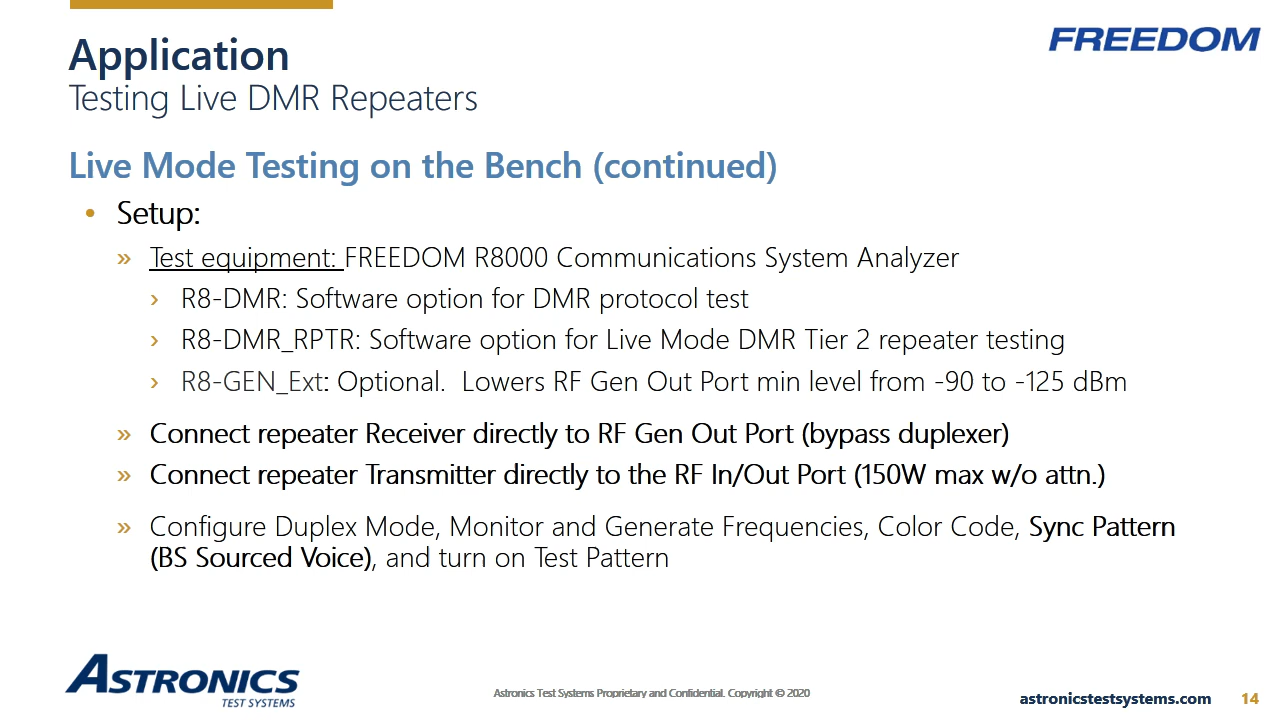 FREEDOM
Application
Testing Live DMR Repeaters
Live Mode Testing on the Bench (continued)
• Setup:
» Test equipment: FREEDOM R8000 Communications System Analyzer
› R8-DMR: Software option for DMR protocol test
› R8-DMR_RPTR: Software option for Live Mode DMR Tier 2 repeater testing
› R8-GEN_Ext: Optional.  Lowers RF Gen Out Port min level from -90 to -125 dBm
» Connect repeater Receiver directly to RF Gen Out Port (bypass duplexer)
» Connect repeater Transmitter directly to the RF In/Out Port (150W max w/o attn.)
» Configure Duplex Mode, Monitor and Generate Frequencies, Color Code, Sync Pattern
(BS Sourced Voice), and turn on Test Pattern
ASTRONICS
TEST SYSTEMS
Astronics Test Systems Proprietary and Confidential. Copyright © 2020
astronicstestsystems.com 14